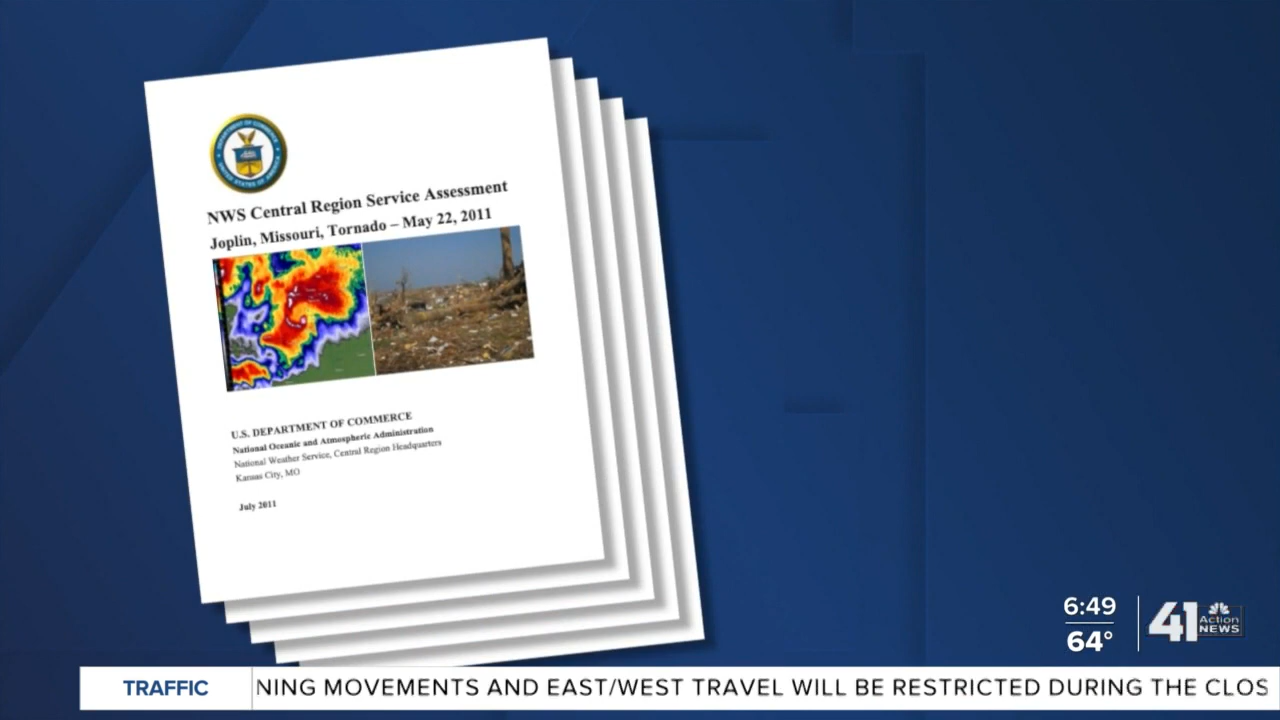 NWS Central Region Service Assessment
Joplin, Missouri, Tornado – May 22, 2011
U.S. DEPARTMENT OF COMMERCE
National Oceanic and Atmospheric Administration
National Weather Service, Central Region Headquarters
Kansas City, MO
July 2011
6:49
64°
41 Action NEWS
TRAFFIC
NING MOVEMENTS AND EAST/WEST TRAVEL WILL BE RESTRICTED DURING THE CLOS